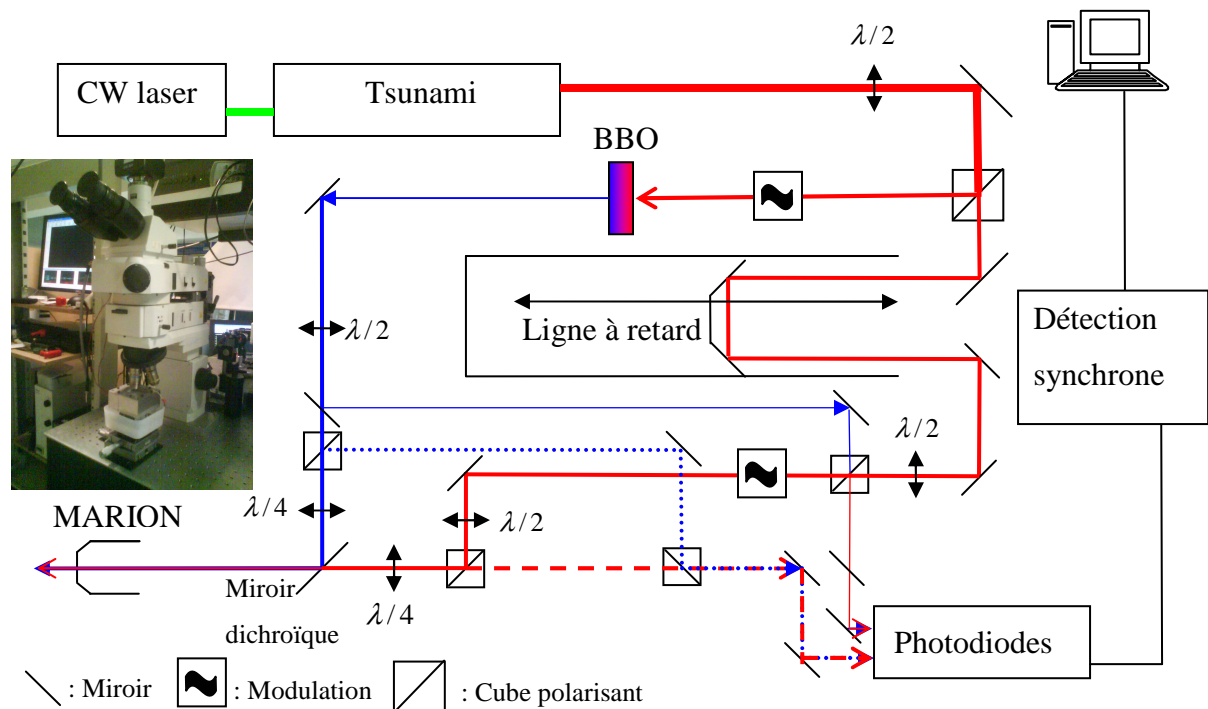 λ/2
CW laser
Tsunami
BBO
λ/2
Ligne à retard
Détection
synchrone
λ/2
λ/4
λ/2
MARION
Miroir
dichroïque
λ/4
Photodiodes
: Miroir
: Modulation
: Cube polarisant